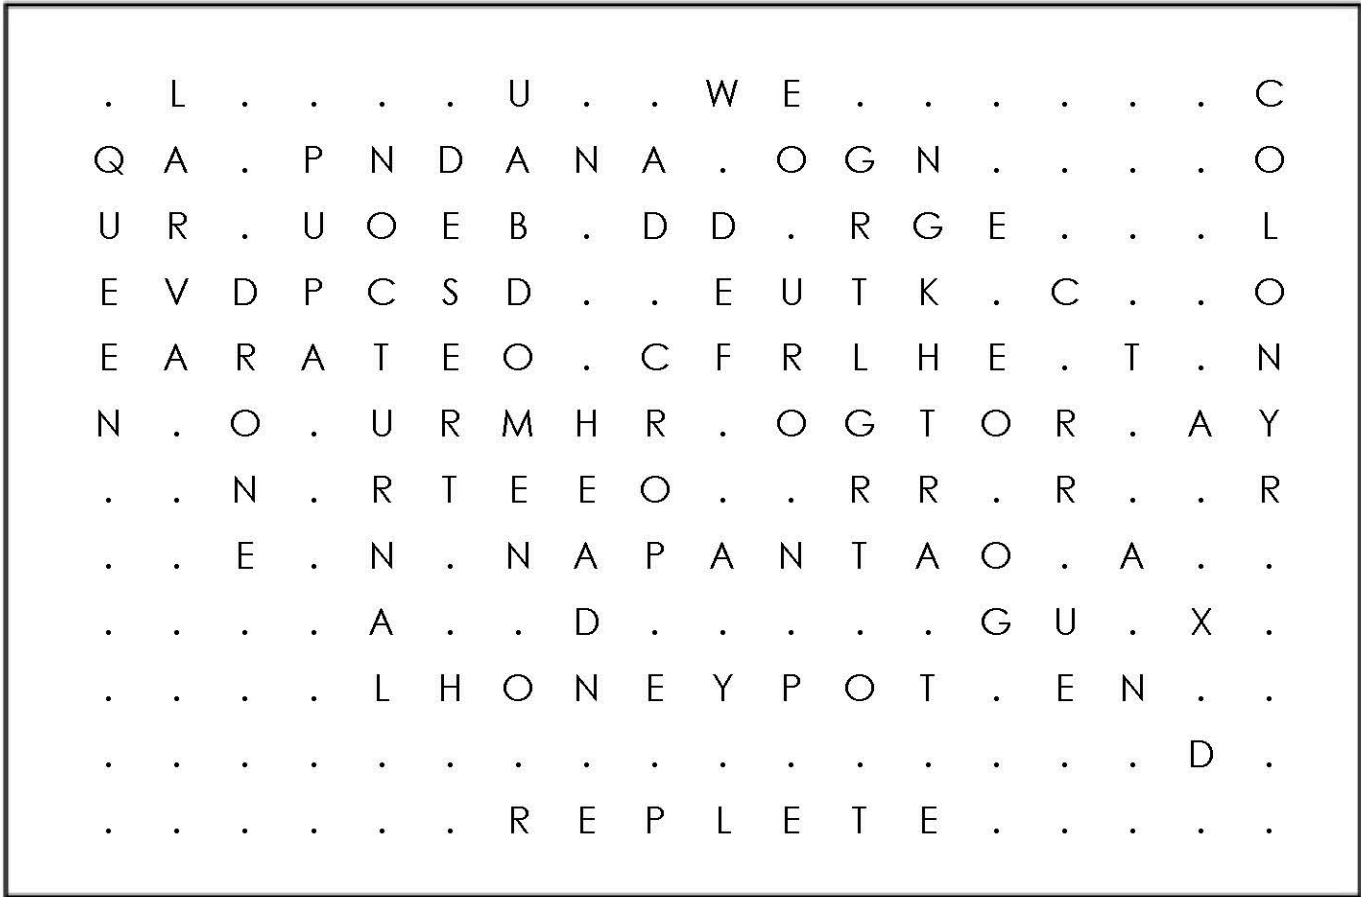 . L . . . . U . . W E . . . . . . C
Q A . P N D A N A . O G N . . . . O
U R . U O E B . D D . R G E . . . L
E V D P C S D . . E U T K . C . . O
E A R A T E O . C F R L H E . T . N
N . O . U R M H R . O G T O R . A Y
. . N . R T E E O . . R R . R . . R
. . E . N . N A P A N T A O . A . .
. . . . A . . D . . . . . G U . X .
. . . . L H O N E Y P O T . E N . .
. . . . . . . . . . . . . . . . D .
. . . . . . R E P L E T E . . . . .